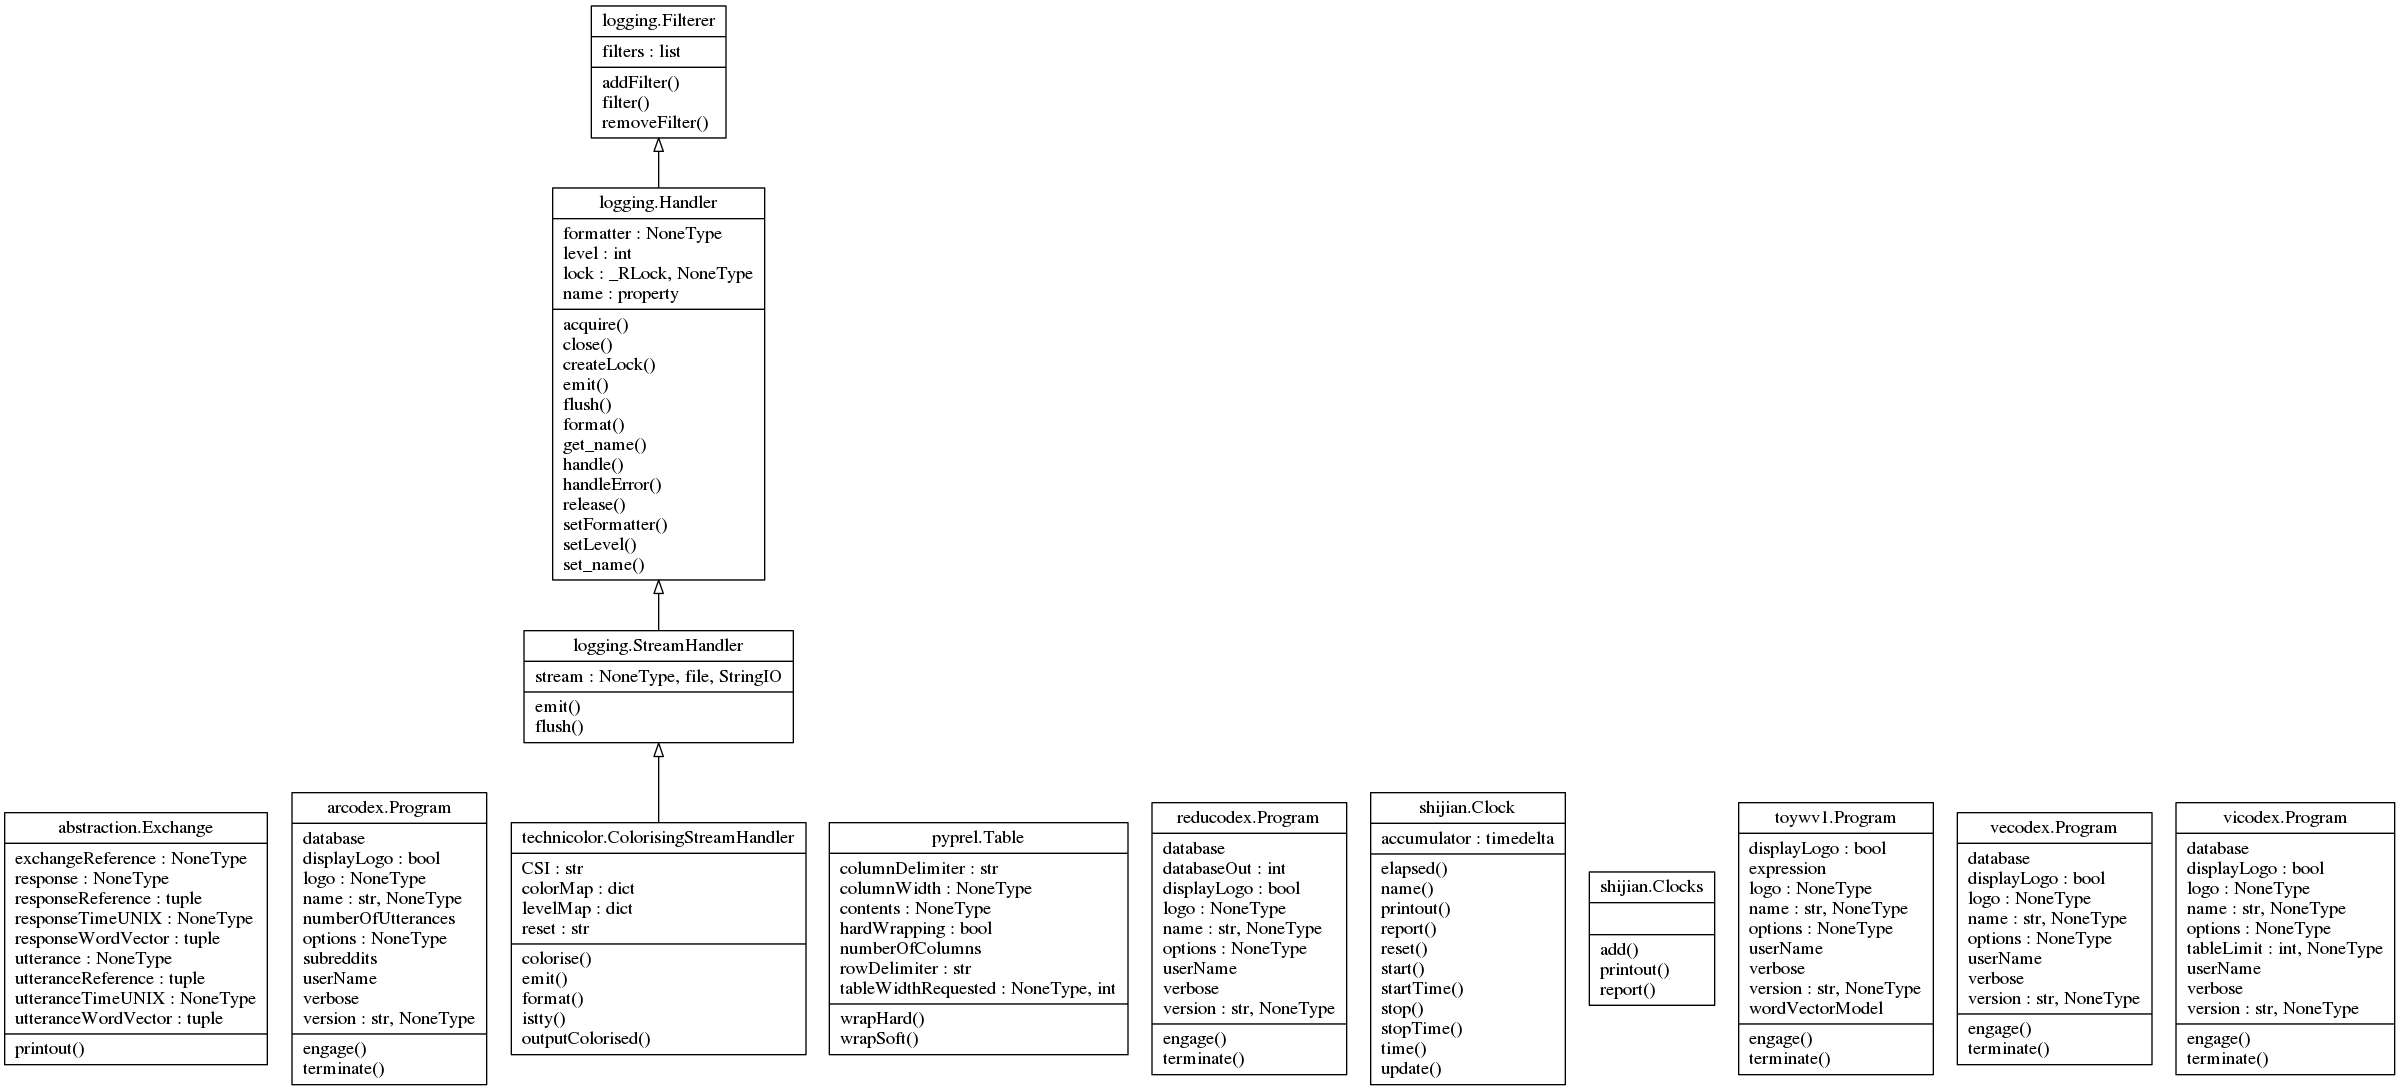 logging.Filterer
filters : list
addFilter()
filter()
removeFilter()
logging.Handler
formatter : NoneType
level : int
lock : _RLock, NoneType
name : property
acquire()
close()
createLock()
emit()
flush()
format()
get_name()
handle()
handleError()
release()
setFormatter()
setLevel()
set_name()
logging.StreamHandler
stream : NoneType, file, StringIO
emit()
flush()
abstraction.Exchange
exchangeReference : NoneType
response : NoneType
responseReference : tuple
responseTimeUNIX : NoneType
responseWordVector : tuple
utterance : NoneType
utteranceReference : tuple
utteranceTimeUNIX : NoneType
utteranceWordVector : tuple
printout()
arcodex.Program
database
displayLogo : bool
logo : NoneType
name : str, NoneType
numberOfUtterances
options : NoneType
subreddits
userName
verbose
version : str, NoneType
engage()
terminate()
technicolor.ColorisingStreamHandler
CSI : str
colorMap : dict
levelMap : dict
reset : str
colorise()
emit()
format()
istty()
outputColorised()
pyprel.Table
columnDelimiter : str
columnWidth : NoneType
contents : NoneType
hardWrapping : bool
numberOfColumns
rowDelimiter : str
tableWidthRequested : NoneType, int
wrapHard()
wrapSoft()
reducodex.Program
database
databaseOut : int
displayLogo : bool
logo : NoneType
name : str, NoneType
options : NoneType
userName
verbose
version : str, NoneType
engage()
terminate()
shijian.Clock
accumulator : timedelta
elapsed()
name()
printout()
report()
reset()
start()
startTime()
stop()
stopTime()
time()
update()
shijian.Clocks
add()
printout()
report()
toywv1.Program
displayLogo : bool
expression
logo : NoneType
name : str, NoneType
options : NoneType
userName
verbose
version : str, NoneType
wordVectorModel
engage()
terminate()
vecodex.Program
database
displayLogo : bool
logo : NoneType
name : str, NoneType
options : NoneType
userName
verbose
version : str, NoneType
engage()
terminate()
vicodex.Program
database
displayLogo : bool
logo : NoneType
name : str, NoneType
options : NoneType
tableLimit : int, NoneType
userName
verbose
version : str, NoneType
engage()
terminate()